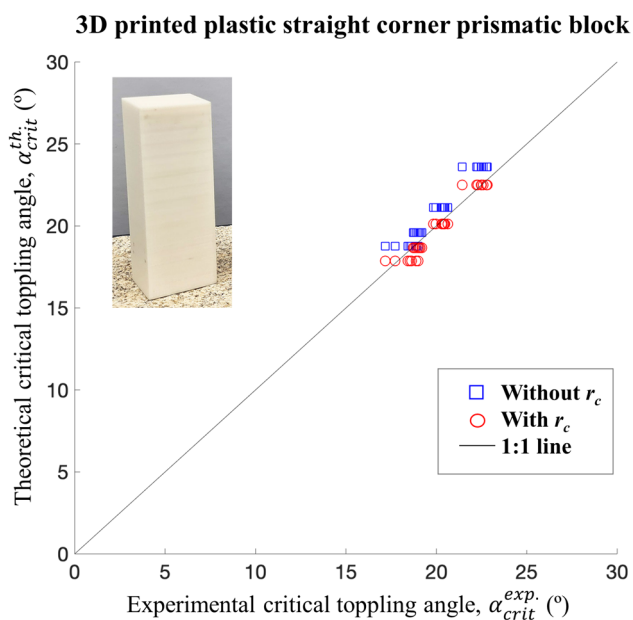 3D printed plastic straight corner prismatic block
Theoretical critical toppling angle, α_crit^th. (º)
30
25
20
15
10
5
0
Without r_c
With r_c
1:1 line
0
5
10
15
20
25
30
Experimental critical toppling angle, α_crit^exp. (º)